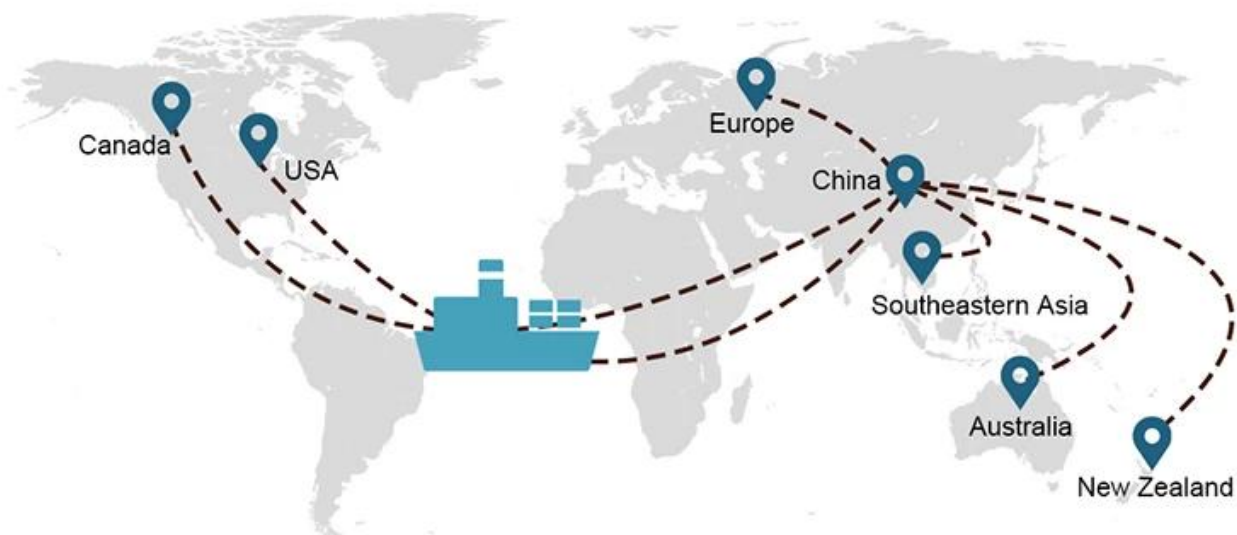 Canada
USA
Europe
China
Southeastern Asia
Australia
New Zealand